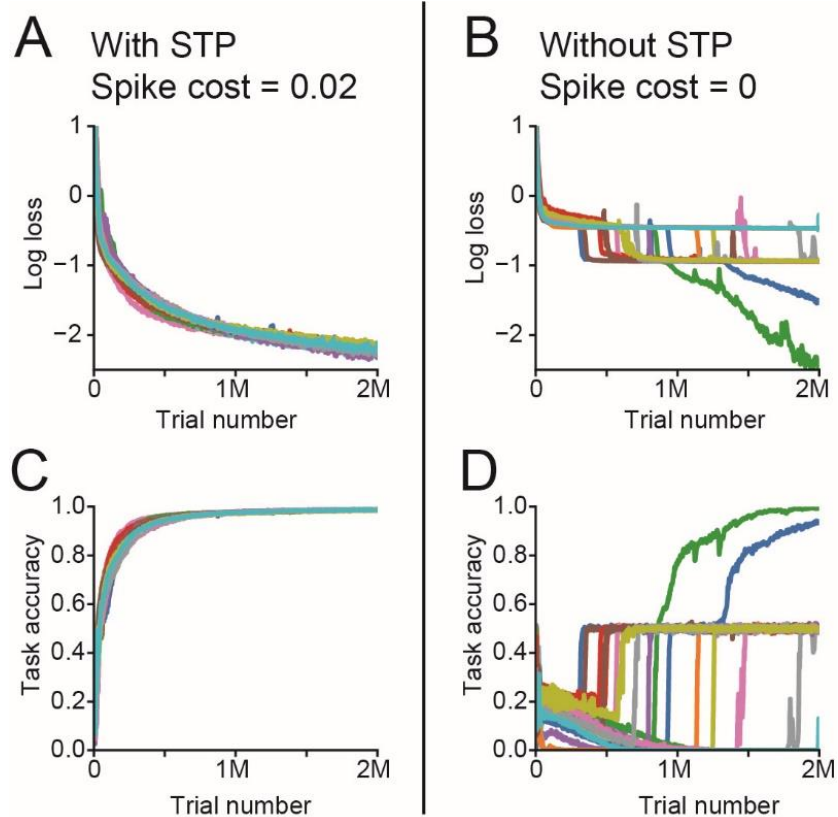 A
With STP
Spike cost = 0.02
1
0
−1
−2
Log loss
0
1M
2M
Trial number
B
Without STP
Spike cost = 0
1
0
−1
−2
Log loss
0
1M
2M
Trial number
C
1.0
0.8
0.6
0.4
0.2
0.0
Task accuracy
0
1M
2M
Trial number
D
1.0
0.8
0.6
0.4
0.2
0.0
Task accuracy
0
1M
2M
Trial number